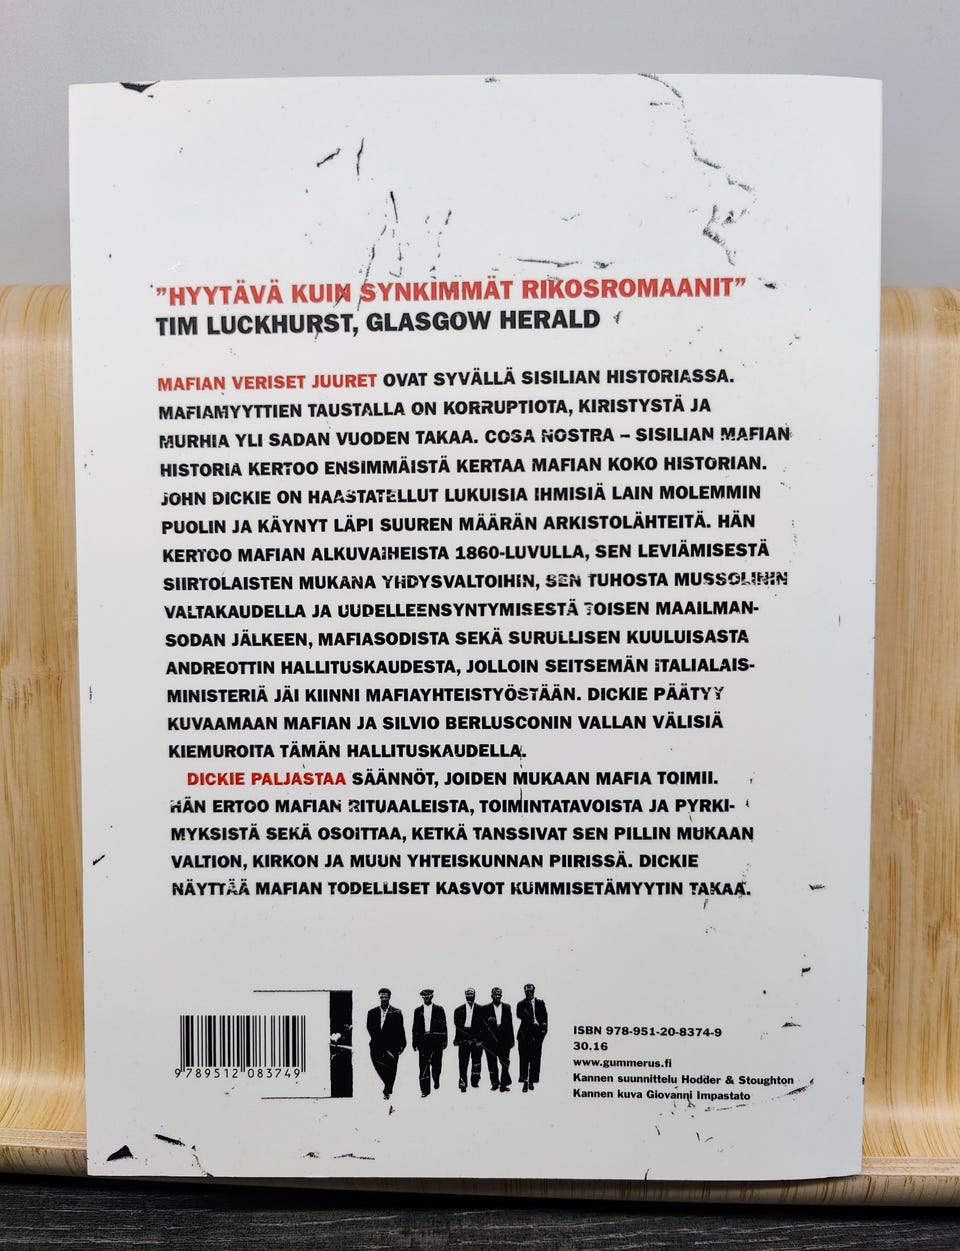 "HYYTÄVÄ KUIN SYNKIMMÄT RIKOSROMAANIT"
TIM LUCKHURST, GLASGOW HERALD
MAFIAN VERISET JUURET OVAT SYVÄLLÄ SISILIAN HISTORIASSA.
MAFIAMYYTTIEN TAUSTALLA ON KORRUPTIOTA, KIRISTYSTÄ JA
MURHIA YLI SADAN VUODEN TAKAA. COSA NOSTRA – SISILIAN MAFIAN
HISTORIA KERTOO ENSIMMÄISTÄ KERTAA MAFIAN KOKO HISTORIAN.
JOHN DICKIE ON HAASTATELLUT LUKUISIA IHMISIÄ LAIN MOLEMMIN
PUOLIN JA KÄYNYT LÄPI SUUREN MÄÄRÄN ARKISTOLÄHTEITÄ. HÄN
KERTOO MAFIAN ALKUVAIHEISTA 1860-LUVULLA, SEN LEVIÄMISESTÄ
SIIRTOLAISTEN MUKANA YHDYSVALTOIHIN, SEN TUHOSTA MUSSOLININ
VALTAKAUDELLA JA UUDELLEENSYNTYMISESTÄ TOISEN MAAILMAN-
SODAN JÄLKEEN, MAFIASODISTA SEKÄ SURULLISEN KUULUISASTA
ANDREOTTIN HALLITUSKAUDESTA, JOLLOIN SEITSEMÄN ITALIALAIS-
MINISTERIÄ JÄI KIINNI MAFIAYHTEISTYÖSTÄÄN. DICKIE PÄÄTYY
KUVAAMAAN MAFIAN JA SILVIO BERLUSCONIN VALLAN VÄLISIÄ
KIEMUROITA TÄMÄN HALLITUSKAUDELLA.
DICKIE PALJASTAA SÄÄNNÖT, JOIDEN MUKAAN MAFIA TOIMII.
HÄN ERTOO MAFIAN RITUAALEISTA, TOIMINTATAVOISTA JA PYRKI-
MYKSISTÄ SEKÄ OSOITTAA, KETKÄ TANSSIVAT SEN PILLIN MUKAAN
VALTION, KIRKON JA MUUN YHTEISKUNNAN PIIRISSÄ. DICKIE
NÄYTTÄÄ MAFIAN TODELLISET KASVOT KUMMISETÄMYYTIN TAKAA.
9789512083749
ISBN 978-951-20-8374-9
30.16
www.gummerus.fi
Kannen suunnittelu Hodder & Stoughton
Kannen kuva Giovanni Impastato